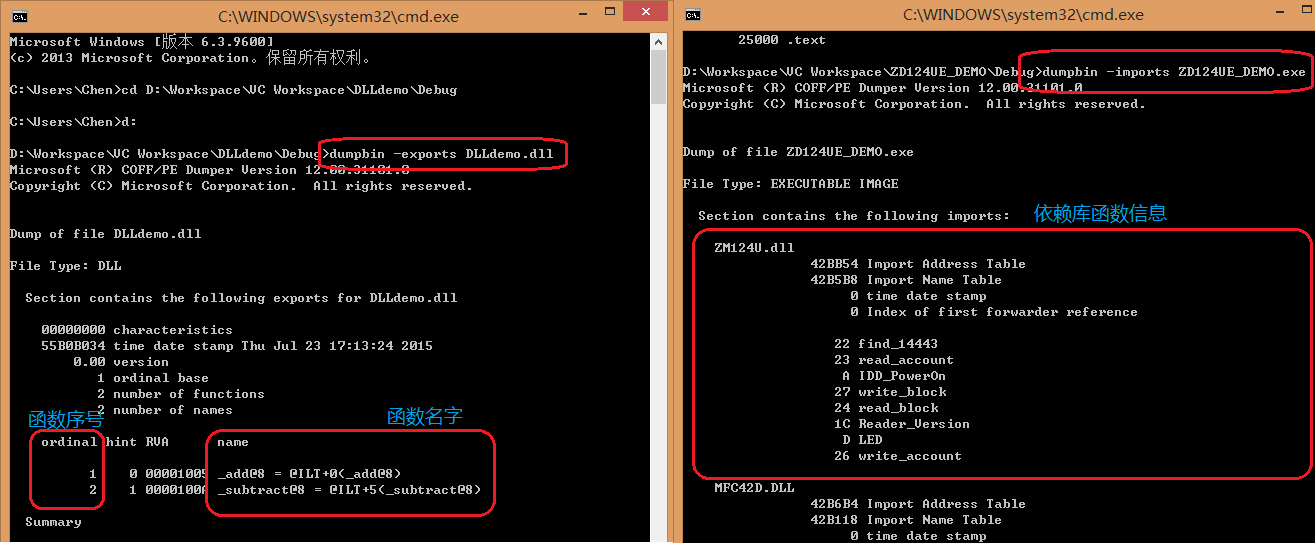 C:\WINDOWS\system32\cmd.exe
Microsoft Windows [版本 6.3.9600]
(c) 2013 Microsoft Corporation。保留所有权利。
C:\Users\Chen>cd D:\Workspace\VC Workspace\DLLdemo\Debug
C:\Users\Chen>d:
D:\Workspace\VC Workspace\DLLdemo\Debug>dumpbin -exports DLLdemo.dll
Microsoft (R) COFF/PE Dumper Version 12.00.31101.0
Copyright (C) Microsoft Corporation.  All rights reserved.
Dump of file DLLdemo.dll
File Type: DLL
Section contains the following exports for DLLdemo.dll
00000000 characteristics
55B0B034 time date stamp Thu Jul 23 17:13:24 2015
0.00 version
1 ordinal base
2 number of functions
2 number of names
函数序号
函数名字
ordinal hint RVA      name
1    0 00001005 _add@8 = @ILT+0(_add@8)
2    1 0000100A _subtract@8 = @ILT+5(_subtract@8)
Summary
C:\WINDOWS\system32\cmd.exe
25000 .text
D:\Workspace\VC Workspace\ZD124UE_DEMO\Debug>dumpbin -imports ZD124UE_DEMO.exe
Microsoft (R) COFF/PE Dumper Version 12.00.31101.0
Copyright (C) Microsoft Corporation.  All rights reserved.
Dump of file ZD124UE_DEMO.exe
File Type: EXECUTABLE IMAGE
Section contains the following imports:
依赖库函数信息
ZM124U.dll
42BB54 Import Address Table
42B5B8 Import Name Table
0 time date stamp
0 Index of first forwarder reference
22 find_14443
23 read_account
A IDD_PowerOn
27 write_block
24 read_block
1C Reader_Version
D LED
26 write_account
MFC42D.DLL
42B6B4 Import Address Table
42B118 Import Name Table
0 time date stamp